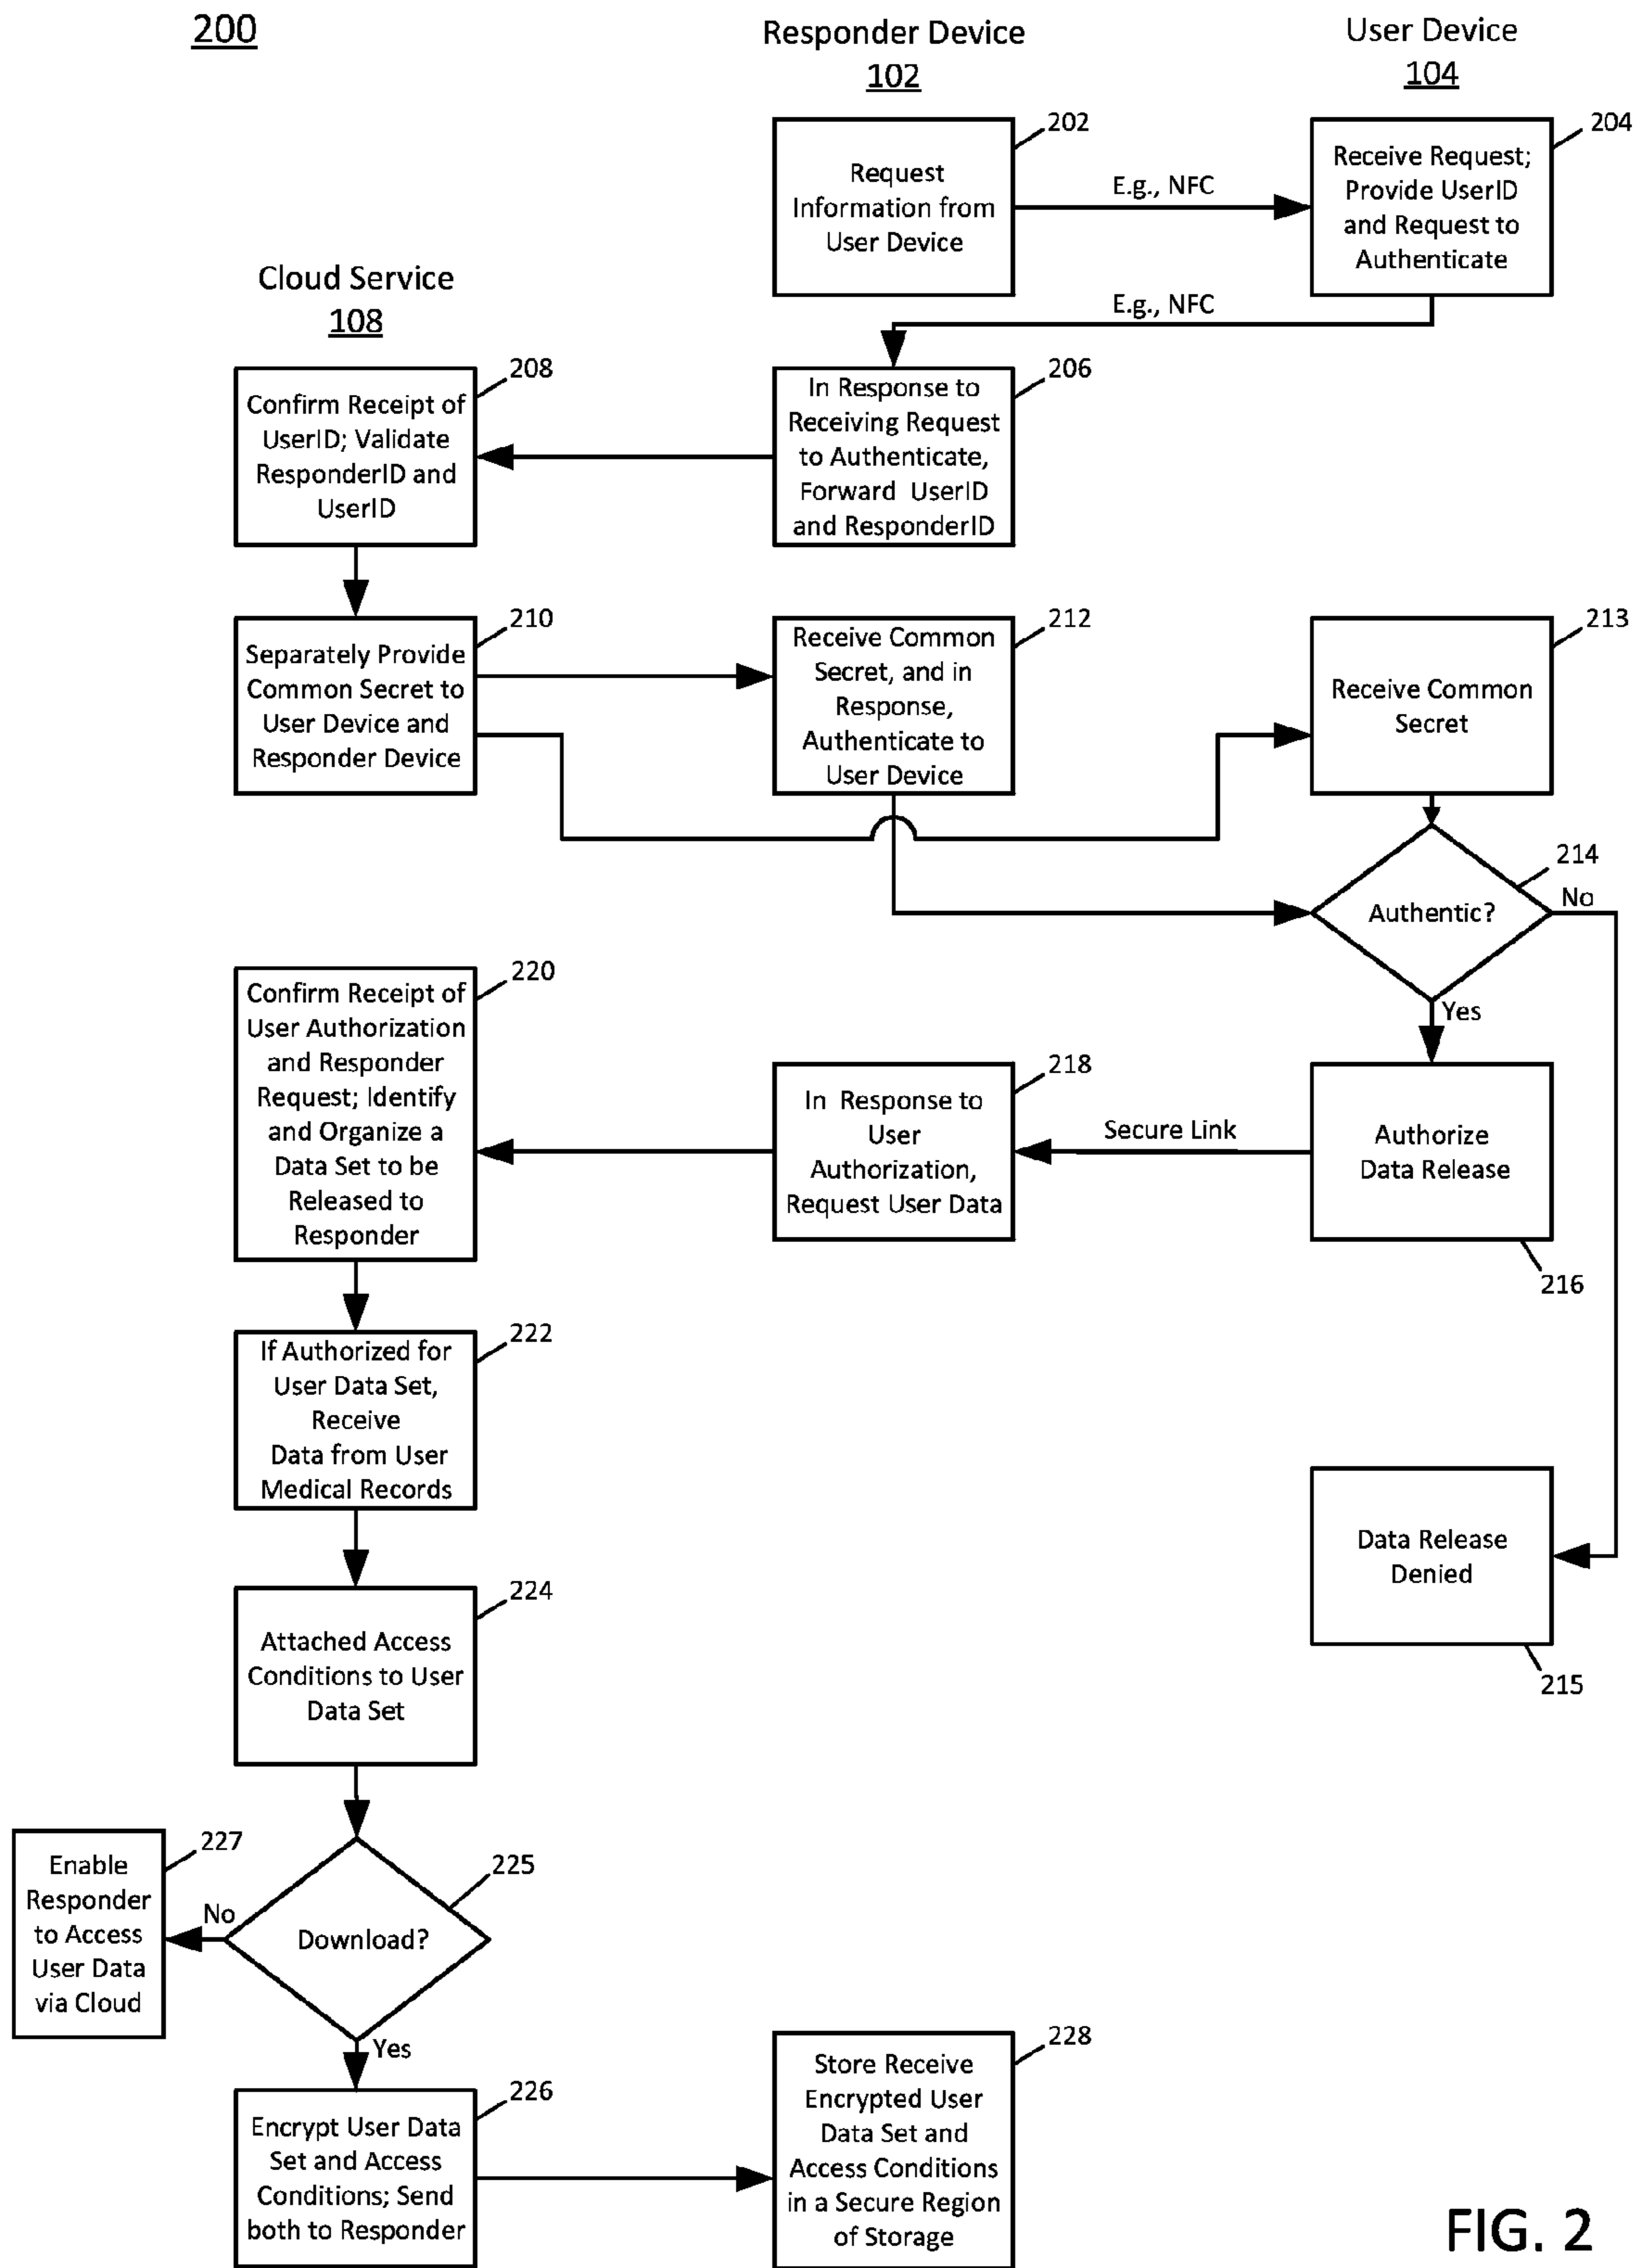 200
Responder Device
102
User Device
104
202
Request
Information from
User Device
E.g., NFC
204
Receive Request;
Provide UserID
and Request to
Authenticate
E.g., NFC
Cloud Service
108
208
Confirm Receipt of
UserID; Validate
ResponderID and
UserID
206
In Response to
Receiving Request
to Authenticate,
Forward UserID
and ResponderID
210
Separately Provide
Common Secret to
User Device and
Responder Device
212
Receive Common
Secret, and in
Response,
Authenticate to
User Device
213
Receive Common
Secret
214
Authentic?
No
Yes
220
Confirm Receipt of
User Authorization
and Responder
Request; Identify
and Organize a
Data Set to be
Released to
Responder
218
In Response to
User
Authorization,
Request User Data
Secure Link
Authorize
Data Release
216
222
If Authorized for
User Data Set,
Receive
Data from User
Medical Records
Data Release
Denied
215
224
Attached Access
Conditions to User
Data Set
227
Enable
Responder
to Access
User Data
via Cloud
No
225
Download?
Yes
226
Encrypt User Data
Set and Access
Conditions; Send
both to Responder
228
Store Receive
Encrypted User
Data Set and
Access Conditions
in a Secure Region
of Storage
FIG. 2